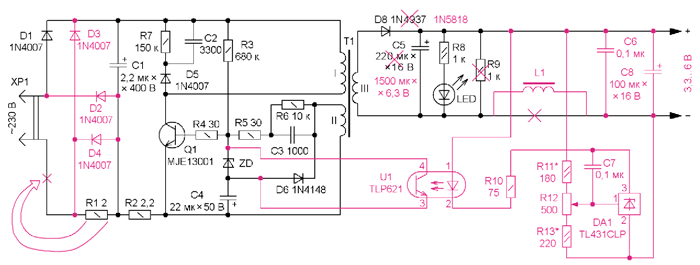 D1
1N4007
D3
1N4007
R7
150 к
C2
3300
R3
680 к
T1
D8 1N4937 1N5818
C5
220 мк×
×16 В
1500 мк×
×6,3 В
R8
1 к
R9
1 к
LED
C6
0,1 мк
C8
100 мк×
×16 В
L1
+
3.3...6 В
−
XP1
~230 В
C1
2,2 мк×
×400 В
D5
1N4007
I
II
III
D2
1N4007
D4
1N4007
Q1
MJE13001
R4 30
R5 30
R6 10 к
C3 1000
ZD
D6 1N4148
C4
22 мк×50 В
R1 2
R2 2,2
U1
TLP621
4
1
3
2
R10
75
R11*
180
R12
500
R13*
220
C7
0,1 мк
3
1
2
DA1
TL431CLP